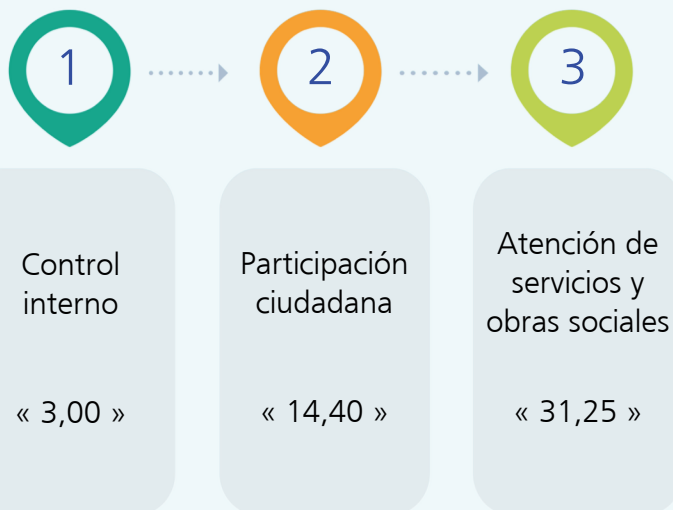 1
2
3
Control
interno
« 3,00 »
Participación
ciudadana
« 14,40 »
Atención de
servicios y
obras sociales
« 31,25 »